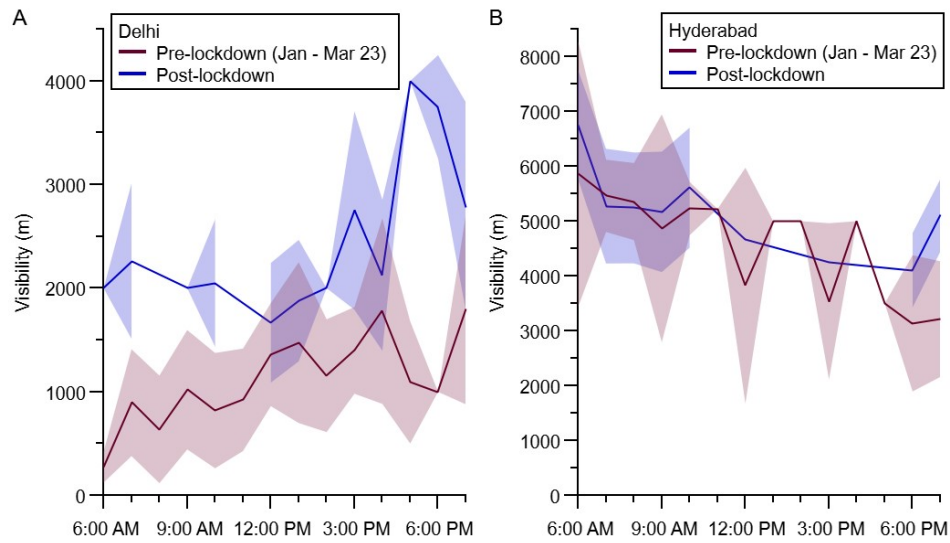 A
Delhi
Pre-lockdown (Jan - Mar 23)
Post-lockdown
Visibility (m)
4000
3000
2000
1000
0
6:00 AM 9:00 AM 12:00 PM 3:00 PM 6:00 PM
B
Hyderabad
Pre-lockdown (Jan - Mar 23)
Post-lockdown
Visibility (m)
8000
7000
6000
5000
4000
3000
2000
1000
0
6:00 AM 9:00 AM 12:00 PM 3:00 PM 6:00 PM